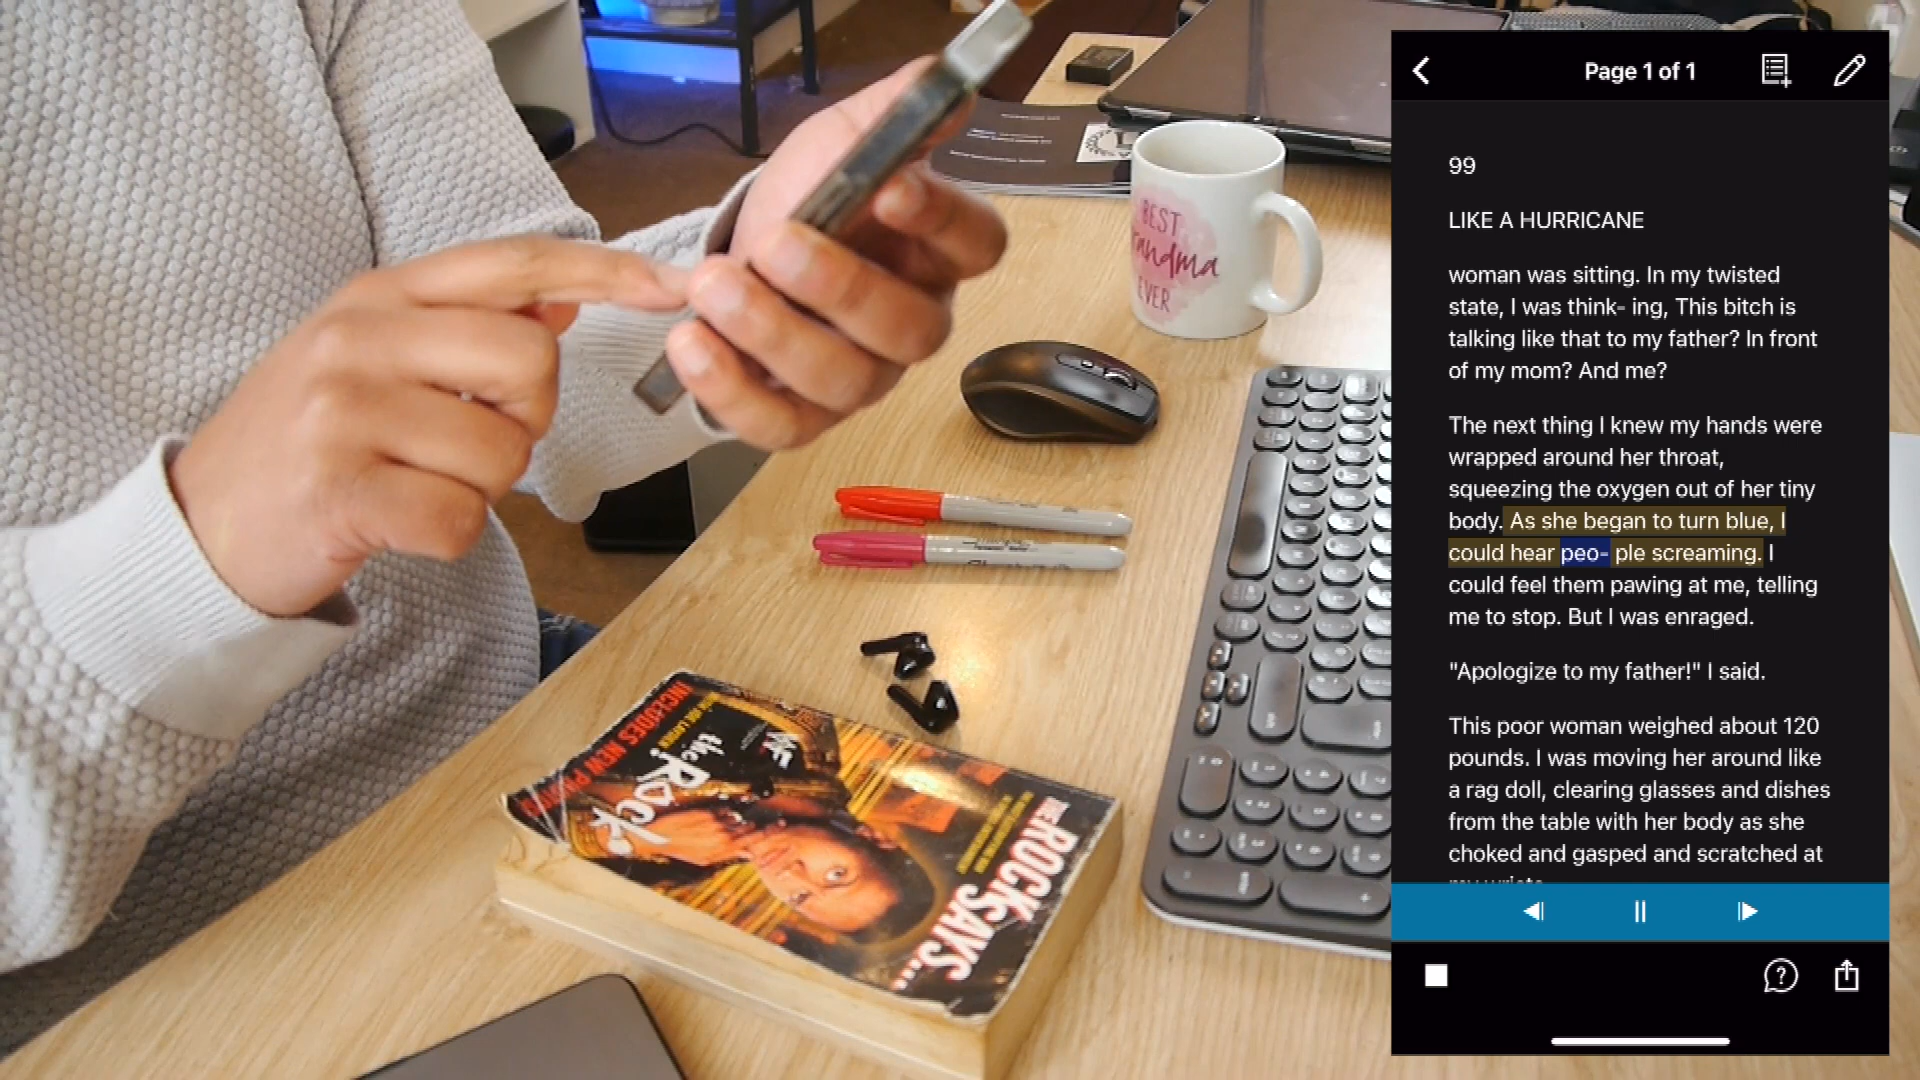 Page 1 of 1
99
LIKE A HURRICANE
woman was sitting. In my twisted
state, I was think- ing, This bitch is
talking like that to my father? In front
of my mom? And me?
The next thing I knew my hands were
wrapped around her throat,
squeezing the oxygen out of her tiny
body. As she began to turn blue, I
could hear peo- ple screaming. I
could feel them pawing at me, telling
me to stop. But I was enraged.
"Apologize to my father!" I said.
This poor woman weighed about 120
pounds. I was moving her around like
a rag doll, clearing glasses and dishes
from the table with her body as she
choked and gasped and scratched at
BEST
grandma
EVER
INCLUDES NEW
the Rock
THE ROCK SAYS...